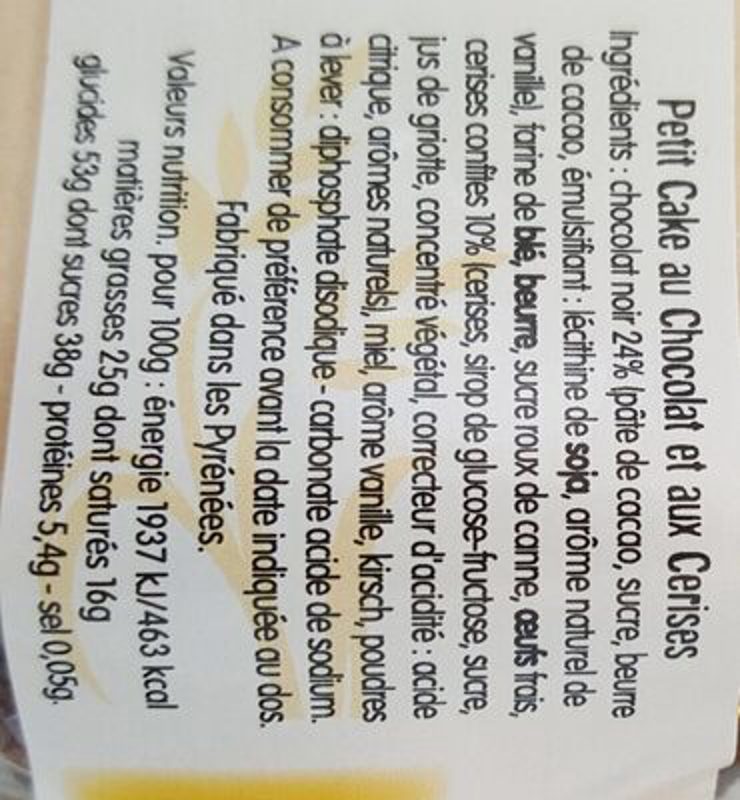 Petit Cake au Chocolat et aux Cerises
Ingrédients : chocolat noir 24% (pâte de cacao, sucre, beurre
de cacao, émulsifiant : lécithine de soja, arôme naturel de
vanille), farine de blé, beurre, sucre roux de canne, œufs frais,
cerises confites 10% (cerises, sirop de glucose-fructose, sucre,
jus de griotte, concentré végétal, correcteur d'acidité : acide
citrique, arômes naturels), miel, arôme vanille, kirsch, poudres
à lever : diphosphate disodique - carbonate acide de sodium.
A consommer de préférence avant la date indiquée au dos.
Fabriqué dans les Pyrénées.
Valeurs nutrition. pour 100g : énergie 1937 kJ/463 kcal
matières grasses 25g dont saturés 16g
glucides 53g dont sucres 38g - protéines 5,4g - sel 0,05g.